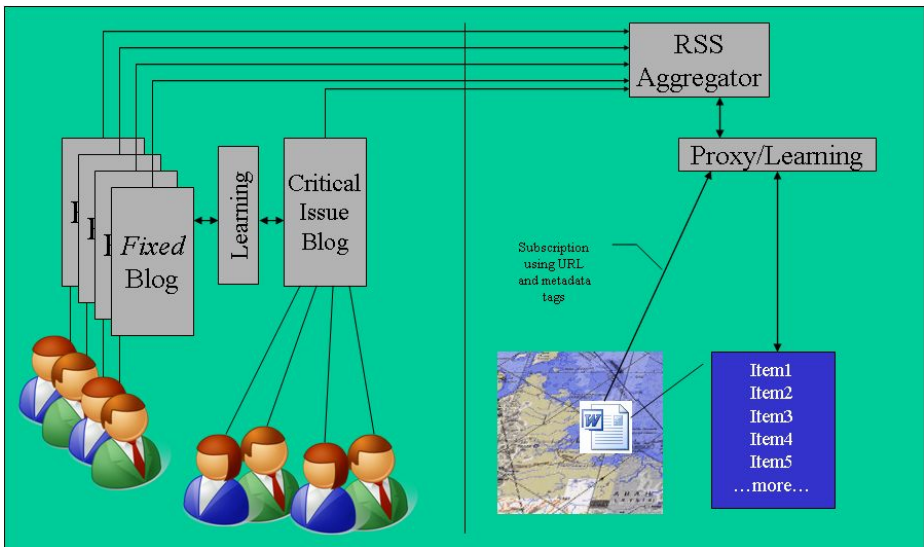 RSS
Aggregator
Proxy/Learning
Fixed
Blog
Learning
Critical
Issue
Blog
Subscription
using URL
and metadata
tags
W
Item1
Item2
Item3
Item4
Item5
…more…